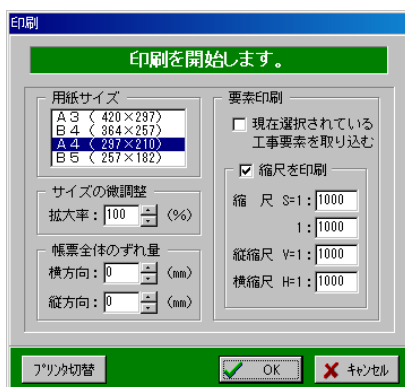 印刷
印刷を開始します。
用紙サイズ
A3 ( 420×297)
B4 ( 364×257)
A4 ( 297×210)
B5 ( 257×182)
サイズの微調整
拡大率: 100 (%)
帳票全体のずれ量
横方向: 0 (mm)
縦方向: 0 (mm)
要素印刷
現在選択されている
工事要素を取り込む
縮尺を印刷
縮 尺 S=1: 1000
1: 1000
縦縮尺 V=1: 1000
横縮尺 H=1: 1000
プリンタ切替
OK
キャンセル